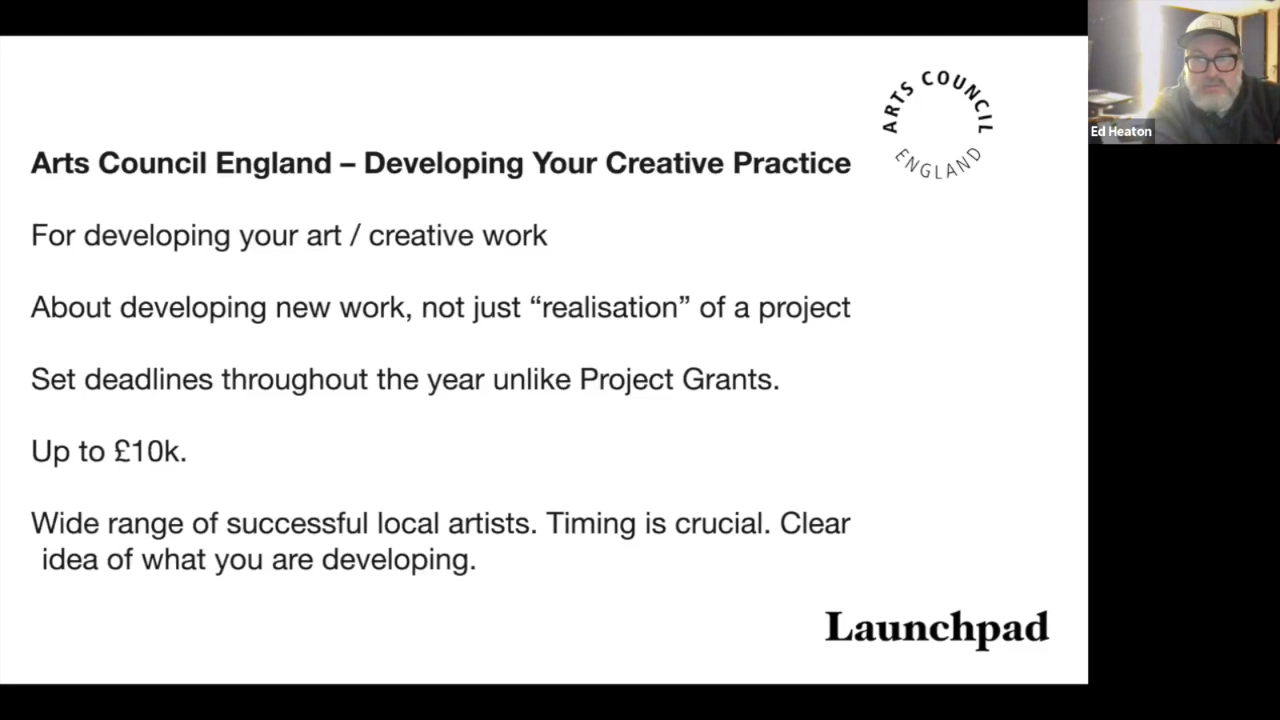 ARTS COUNCIL
ENGLAND
Arts Council England – Developing Your Creative Practice
For developing your art / creative work
About developing new work, not just “realisation” of a project
Set deadlines throughout the year unlike Project Grants.
Up to £10k.
Wide range of successful local artists. Timing is crucial. Clear
idea of what you are developing.
Launchpad
Ed Heaton